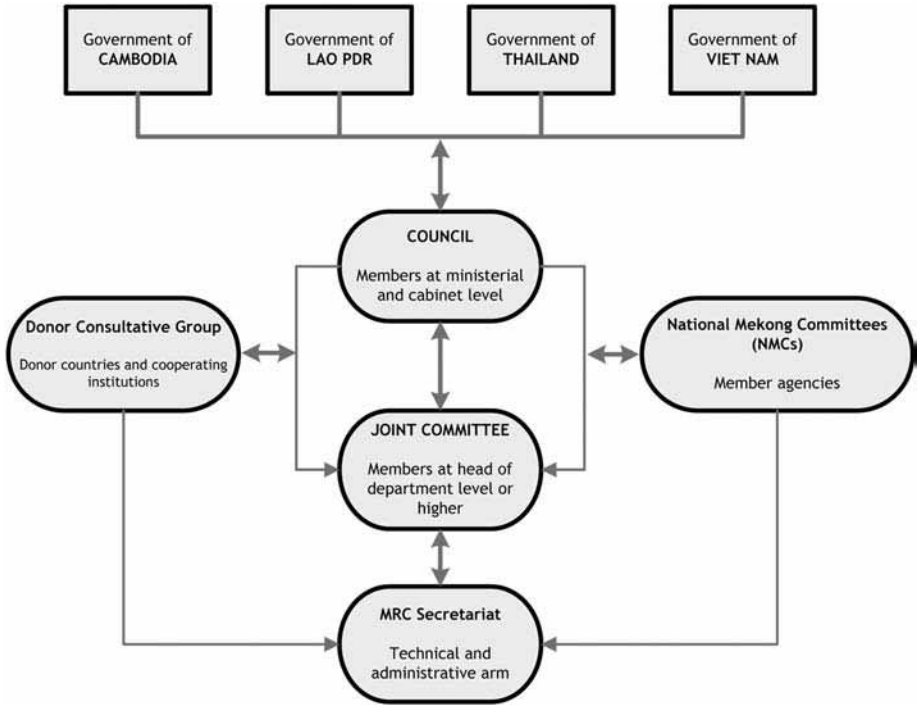 Government of
CAMBODIA
Government of
LAO PDR
Government of
THAILAND
Government of
VIET NAM
COUNCIL
Members at ministerial
and cabinet level
Donor Consultative Group
Donor countries and cooperating
institutions
National Mekong Committees
(NMCs)
Member agencies
JOINT COMMITTEE
Members at head of
department level or
higher
MRC Secretariat
Technical and
administrative arm